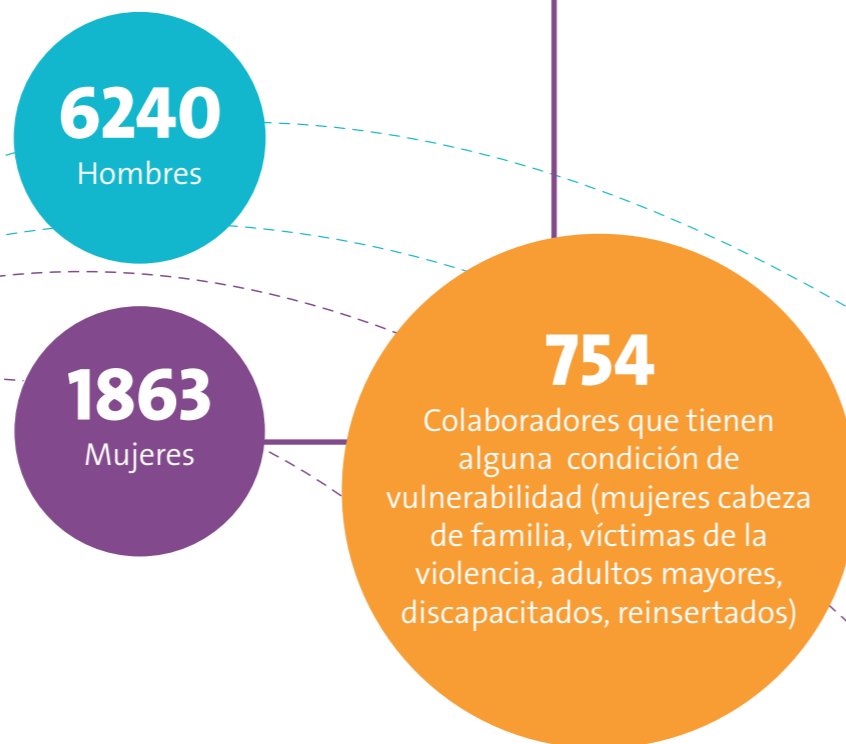 6240
Hombres
1863
Mujeres
754
Colaboradores que tienen
alguna condición de
vulnerabilidad (mujeres cabeza
de familia, víctimas de la
violencia, adultos mayores,
discapacitados, reinsertados)